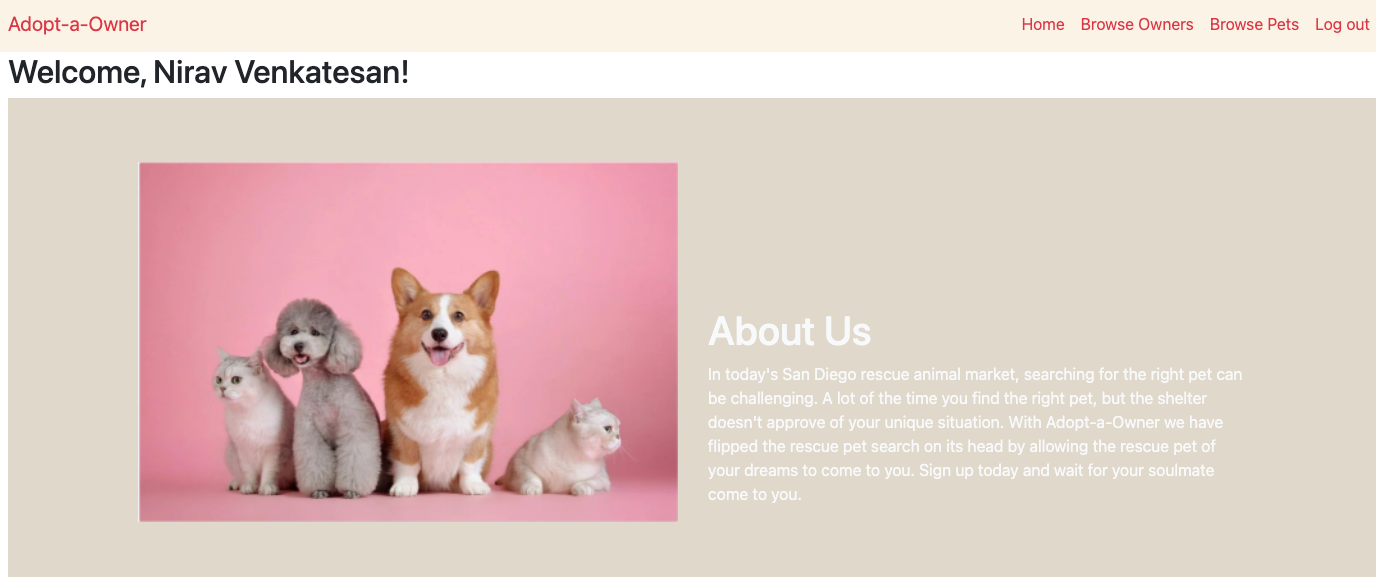 Adopt-a-Owner
Home Browse Owners Browse Pets Log out
Welcome, Nirav Venkatesan!
About Us
In today's San Diego rescue animal market, searching for the right pet can
be challenging. A lot of the time you find the right pet, but the shelter
doesn't approve of your unique situation. With Adopt-a-Owner we have
flipped the rescue pet search on its head by allowing the rescue pet of
your dreams to come to you. Sign up today and wait for your soulmate
come to you.